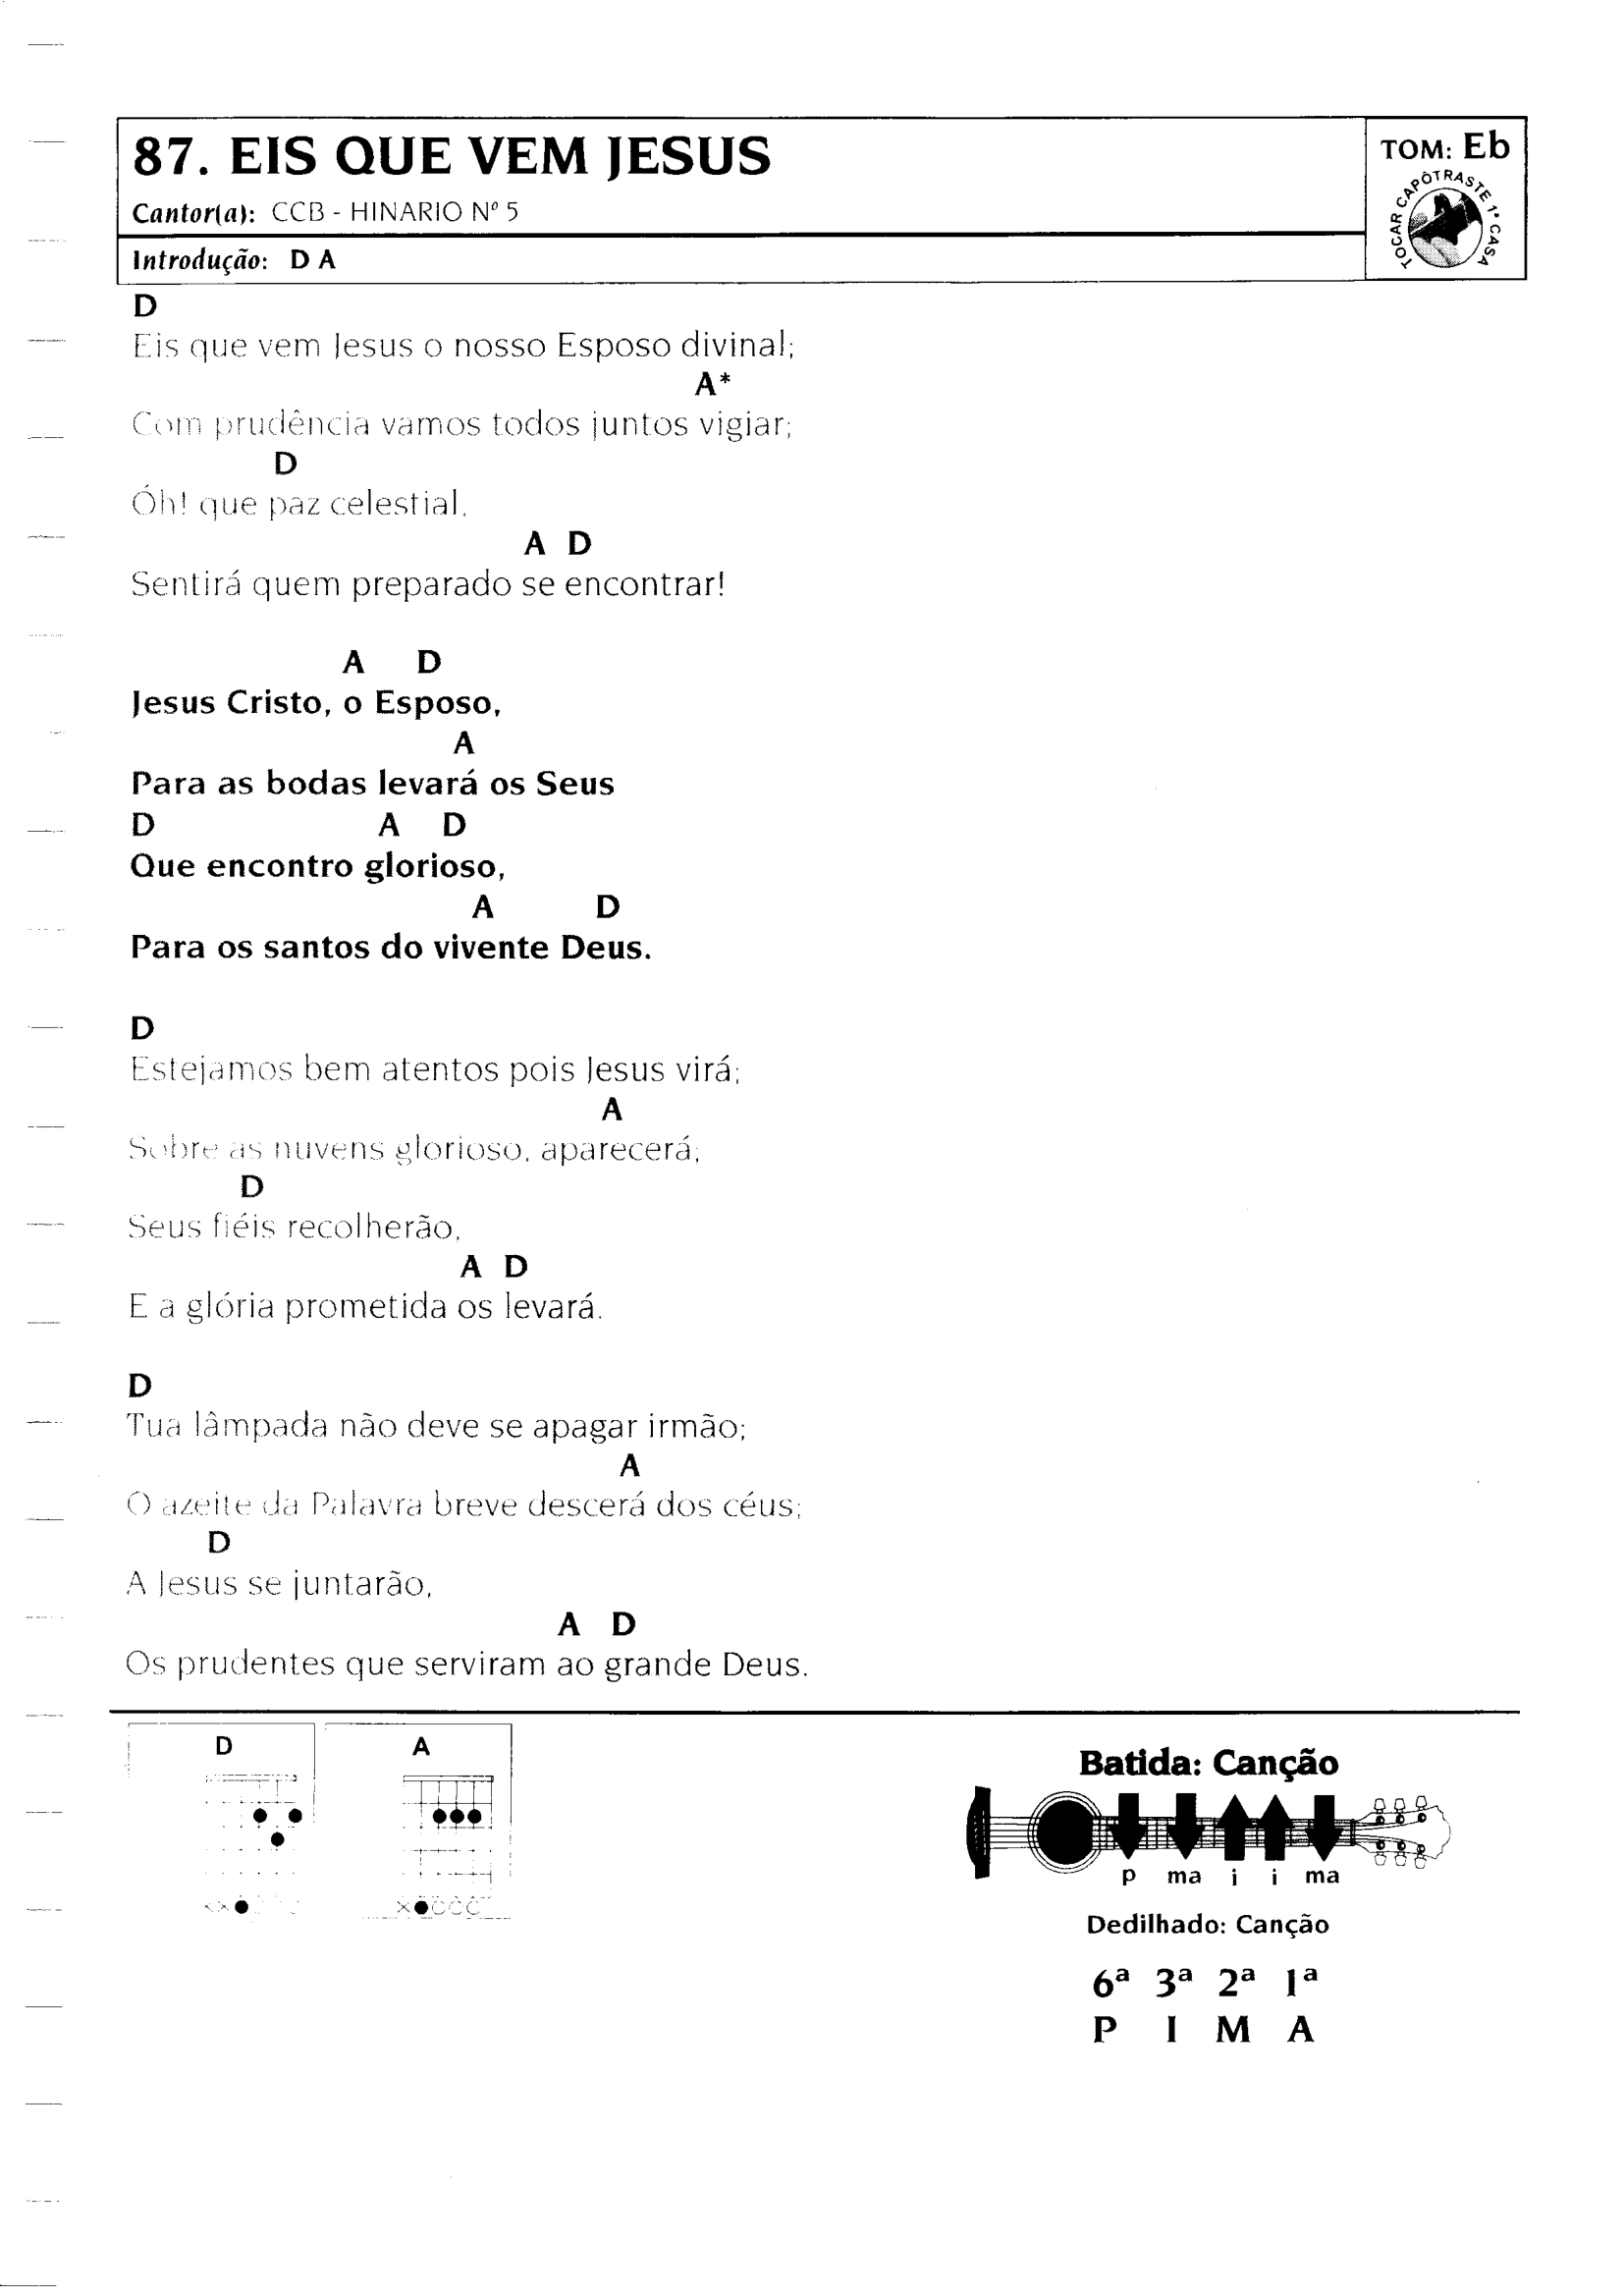 87. EIS QUE VEM JESUS
Cantor(a): CCB - HINARIO Nº 5
Introdução: D A
TOM: Eb
TOCAR CAPÔTRASTE 1ª CASA
D
Eis que vem Jesus o nosso Esposo divinal;
A*
Com prudência vamos todos juntos vigiar;
D
Óh! que paz celestial,
A D
Sentirá quem preparado se encontrar!
A D
Jesus Cristo, o Esposo,
A
Para as bodas levará os Seus
D A D
Que encontro glorioso,
A D
Para os santos do vivente Deus.
D
Estejamos bem atentos pois Jesus virá;
A
Sobre as nuvens glorioso, aparecerá;
D
Seus fiéis recolherão,
A D
E a glória prometida os levará.
D
Tua lâmpada não deve se apagar irmão;
A
O azeite da Palavra breve descerá dos céus;
D
A Jesus se juntarão,
A D
Os prudentes que serviram ao grande Deus.
D A
Batida: Canção
p ma i i ma
Dedilhado: Canção
6ª 3ª 2ª 1ª
P I M A